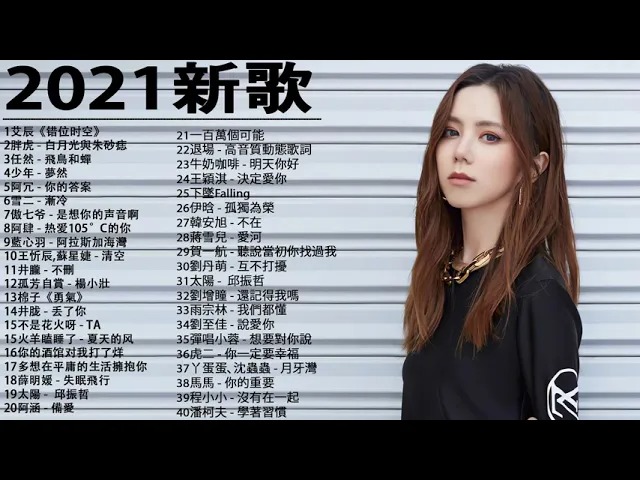 2021新歌
1艾辰《错位时空》
2胖虎 - 白月光與朱砂痣
3任然 - 飛鳥和蟬
4少年 - 夢然
5阿冗 - 你的答案
6雪二 - 漸冷
7傲七爷 - 是想你的声音啊
8阿肆 - 热爱105°C的你
9藍心羽 - 阿拉斯加海灣
10王忻辰,蘇星婕 - 清空
11井朧 - 不刪
12孤芳自賞 - 楊小壯
13棉子《勇氣》
14井胧 - 丢了你
15不是花火呀 - TA
15火羊瞌睡了 - 夏天的风
16你的酒馆对我打了烊
17多想在平庸的生活擁抱你
18薛明媛 - 失眠飛行
19太陽 - 邱振哲
20阿涵 - 備愛
21一百萬個可能
22退場 - 高音質動態歌詞
23牛奶咖啡 - 明天你好
24王穎淇 - 決定愛你
25下墜Falling
26伊晗 - 孤獨為榮
27韓安旭 - 不在
28蔣雪兒 - 愛河
29賀一航 - 聽說當初你找過我
30劉丹萌 - 互不打擾
31太陽 - 邱振哲
32劉增瞳 - 還記得我嗎
33雨宗林 - 我們都懂
34劉至佳 - 說愛你
35彈唱小蓉 - 想要對你說
36虎二 - 你一定要幸福
37丫蛋蛋､沈蟲蟲 - 月牙灣
38馬馬 - 你的重要
39程小小 - 沒有在一起
40潘柯夫 - 學著習慣